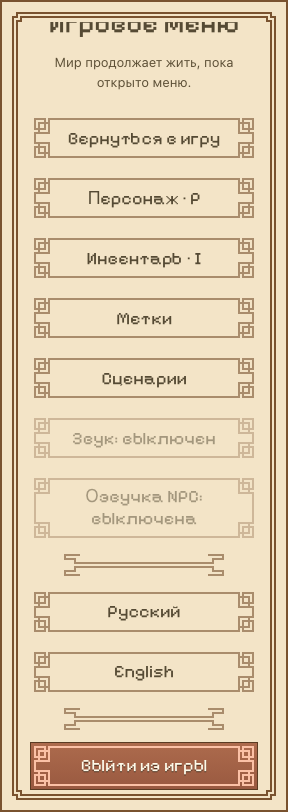 Игровое меню
Мир продолжает жить, пока
открыто меню.
Вернуться в игру
Персонаж · P
Инвентарь · I
Метки
Сценарии
Звук: выключен
Озвучка NPC:
выключена
Русский
English
Выйти из игры